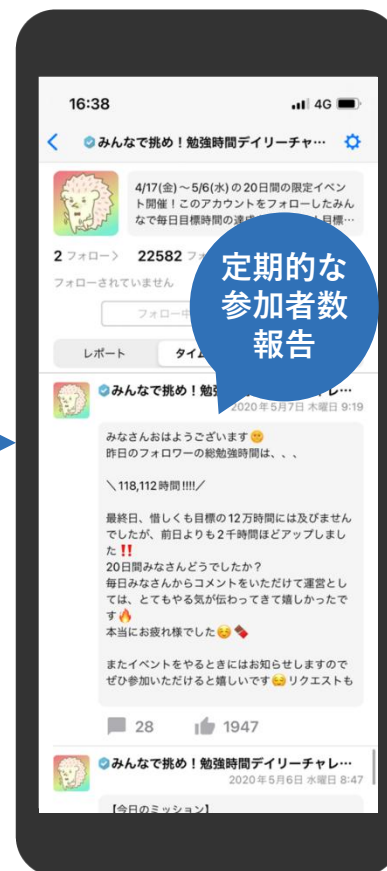 16:38
4G
みんなで挑め！勉強時間デイリーチャ…
4/17(金)～5/6(水)の20日間の限定イベン
ト開催！このアカウントをフォローしたみん
なで毎日目標時間の達
目標…
2 フォロー
22582 フォ
フォローされていません
フォロー中
定期的な
参加者数
報告
レポート
タイム
みんなで挑め！勉強
レ…
2020年5月7日 木曜日 9:19
みなさんおはようございます
昨日のフォロワーの総勉強時間は、、、
＼118,112時間!!!!／
最終日、惜しくも目標の12万時間には及びません
でしたが、前日よりも2千時間ほどアップしまし
た‼
20日間みなさんどうでしたか？
毎日みなさんからコメントをいただけて運営とし
ては、とてもやる気が伝わってきて嬉しかったで
す
本当にお疲れ様でした
またイベントをやるときにはお知らせしますので
ぜひ参加いただけると嬉しいです リクエストも
28
1947
みんなで挑め！勉強時間デイリーチャレ…
2020年5月6日 水曜日 8:47
【今日のミッション】